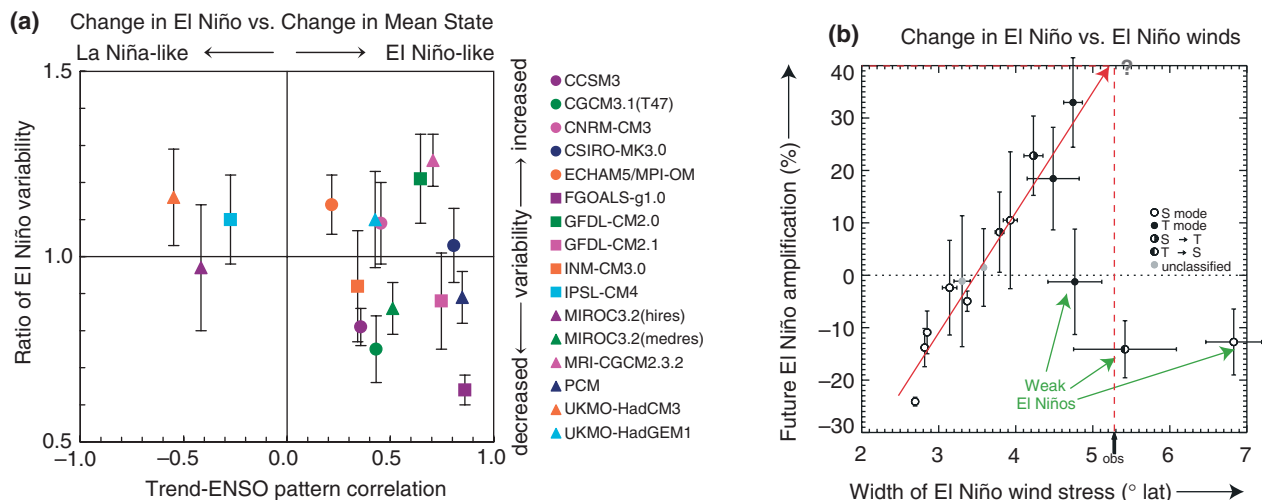 (a)
Change in El Niño vs. Change in Mean State
La Niña-like
El Niño-like
Ratio of El Niño variability
1.5
1.0
0.5
−1.0
−0.5
0.0
0.5
1.0
Trend-ENSO pattern correlation
decreased
variability
increased
CCSM3
CGCM3.1(T47)
CNRM-CM3
CSIRO-MK3.0
ECHAM5/MPI-OM
FGOALS-g1.0
GFDL-CM2.0
GFDL-CM2.1
INM-CM3.0
IPSL-CM4
MIROC3.2(hires)
MIROC3.2(medres)
MRI-CGCM2.3.2
PCM
UKMO-HadCM3
UKMO-HadGEM1
(b)
Change in El Niño vs. El Niño winds
Future El Niño amplification (%)
40
30
20
10
0
−10
−20
−30
?
S mode
T mode
S → T
T → S
unclassified
Weak
El Niños
2
3
4
5
obs
6
7
Width of El Niño wind stress (° lat)